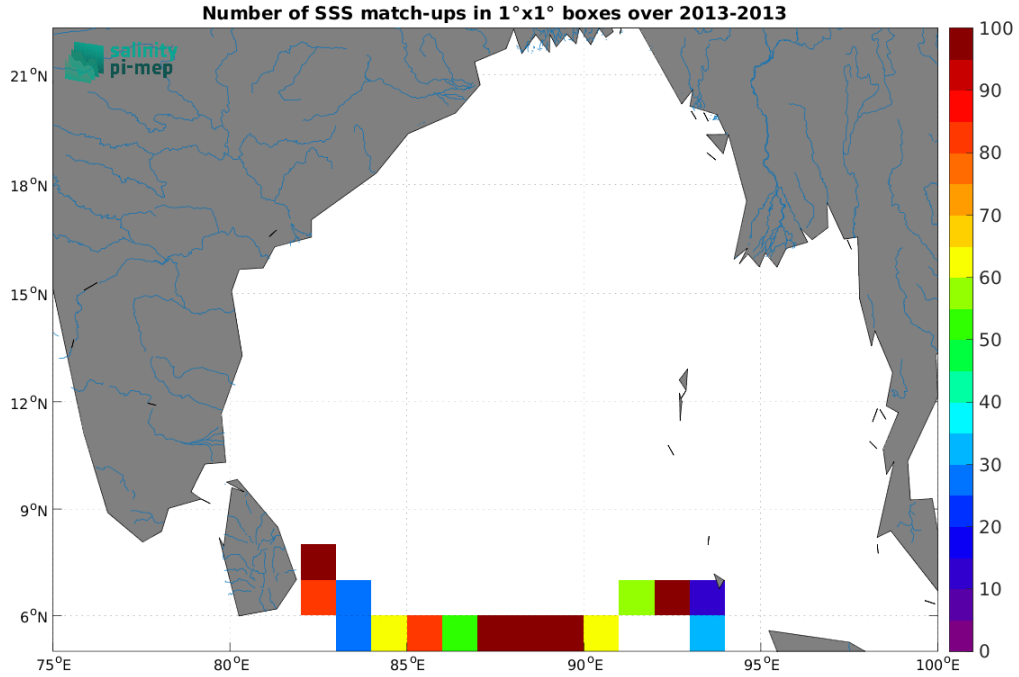 Number of SSS match-ups in 1°x1° boxes over 2013-2013
salinity
pi-mep
21°N
18°N
15°N
12°N
9°N
6°N
75°E
80°E
85°E
90°E
95°E
100°E
100
90
80
70
60
50
40
30
20
10
0